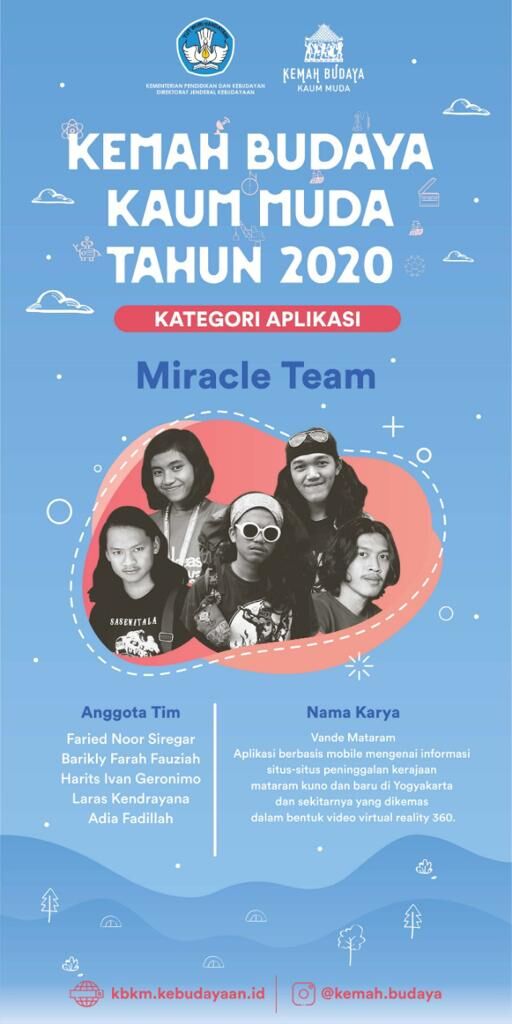 KEMENTERIAN PENDIDIKAN DAN KEBUDAYAAN
DIREKTORAT JENDERAL KEBUDAYAAN
KEMAH BUDAYA
KAUM MUDA
KEMAH BUDAYA
KAUM MUDA
TAHUN 2020
KATEGORI APLIKASI
Miracle Team
SASENITALA
Anggota Tim
Faried Noor Siregar
Barikly Farah Fauziah
Harits Ivan Geronimo
Laras Kendrayana
Adia Fadillah
Nama Karya
Vande Mataram
Aplikasi berbasis mobile mengenai informasi
situs-situs peninggalan kerajaan
mataram kuno dan baru di Yogyakarta
dan sekitarnya yang dikemas
dalam bentuk video virtual reality 360.
kbkm.kebudayaan.id
@kemah.budaya